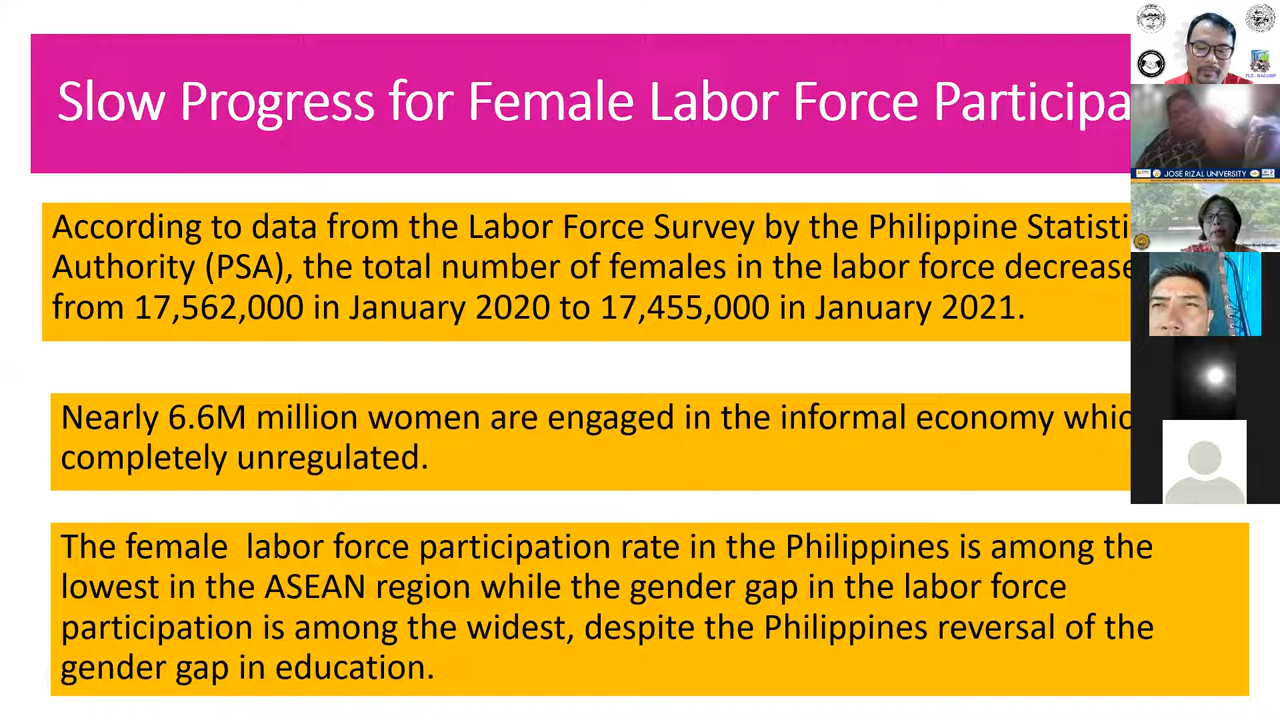 Slow Progress for Female Labor Force Participa
According to data from the Labor Force Survey by the Philippine Statisti
Authority (PSA), the total number of females in the labor force decrease
from 17,562,000 in January 2020 to 17,455,000 in January 2021.
Nearly 6.6M million women are engaged in the informal economy whic
completely unregulated.
The female labor force participation rate in the Philippines is among the
lowest in the ASEAN region while the gender gap in the labor force
participation is among the widest, despite the Philippines reversal of the
gender gap in education.
JOSE RIZAL UNIVERSITY